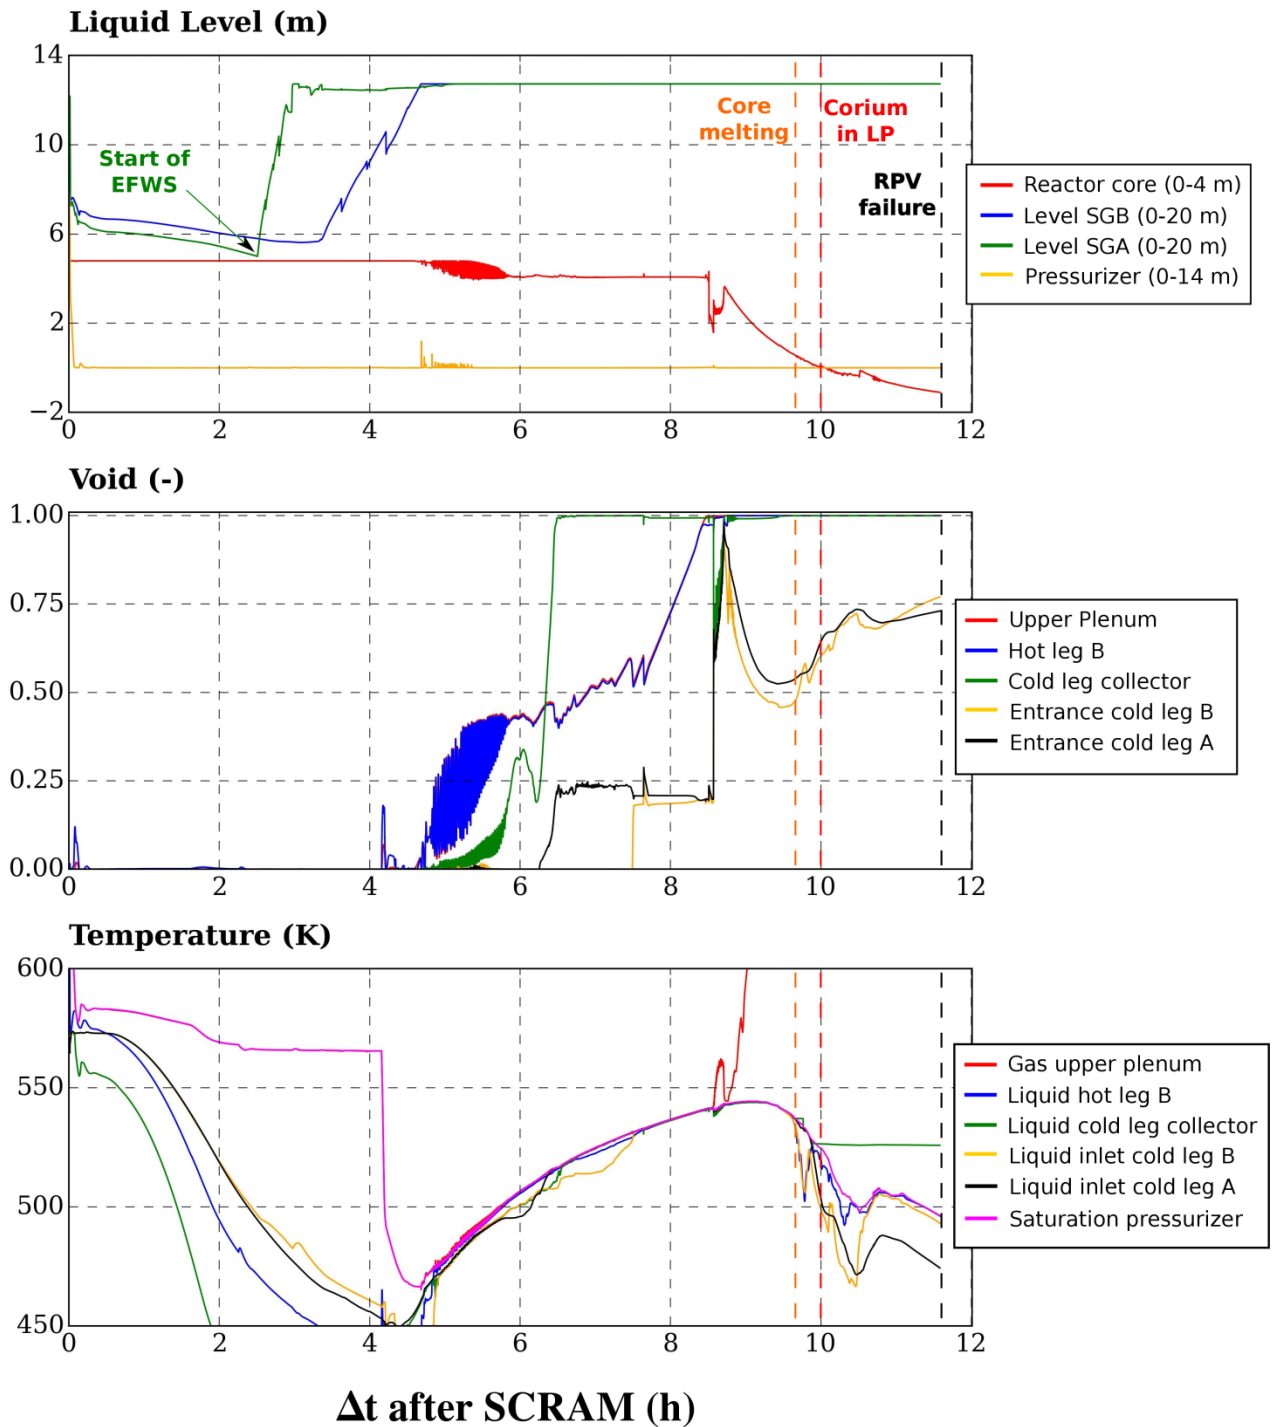 Liquid Level (m)
14
10
6
2
−2
0 2 4 6 8 10 12
Start of
EFWS
Core
melting
Corium
in LP
RPV
failure
Reactor core (0-4 m)
Level SGB (0-20 m)
Level SGA (0-20 m)
Pressurizer (0-14 m)
Void (-)
1.00
0.75
0.50
0.25
0.00
0 2 4 6 8 10 12
Upper Plenum
Hot leg B
Cold leg collector
Entrance cold leg B
Entrance cold leg A
Temperature (K)
600
550
500
450
0 2 4 6 8 10 12
Gas upper plenum
Liquid hot leg B
Liquid cold leg collector
Liquid inlet cold leg B
Liquid inlet cold leg A
Saturation pressurizer
Δt after SCRAM (h)